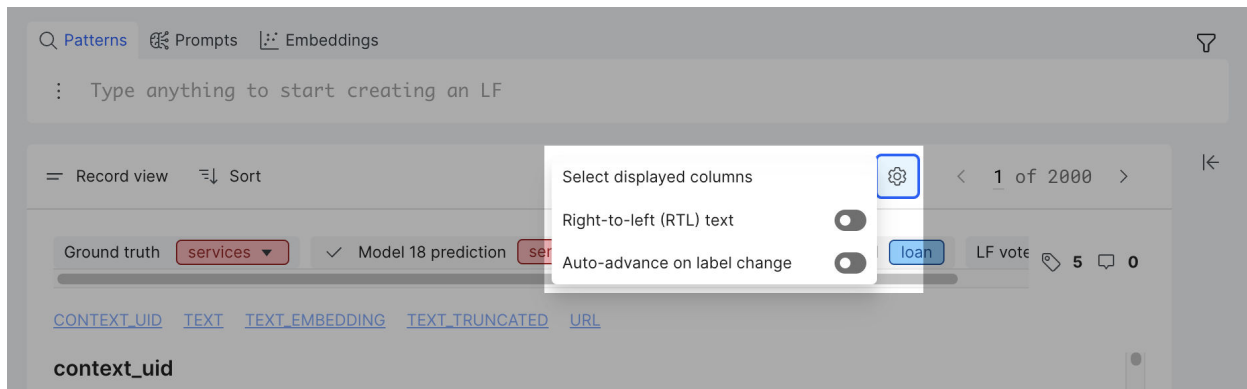 Patterns Prompts Embeddings
Type anything to start creating an LF
Record view Sort
Select displayed columns
1 of 2000
Right-to-left (RTL) text
Ground truth services Model 18 prediction
loan LF vote 5 0
Auto-advance on label change
CONTEXT_UID TEXT TEXT_EMBEDDING TEXT_TRUNCATED URL
context_uid